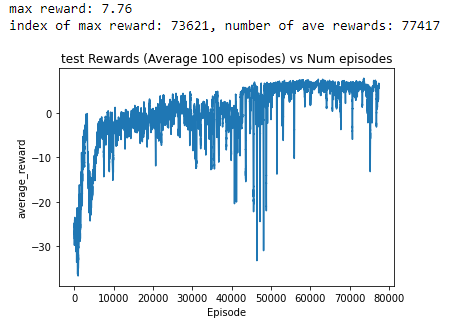 max reward: 7.76
index of max reward: 73621, number of ave rewards: 77417
test Rewards (Average 100 episodes) vs Num episodes
average_reward
0
−10
−20
−30
0 10000 20000 30000 40000 50000 60000 70000 80000
Episode